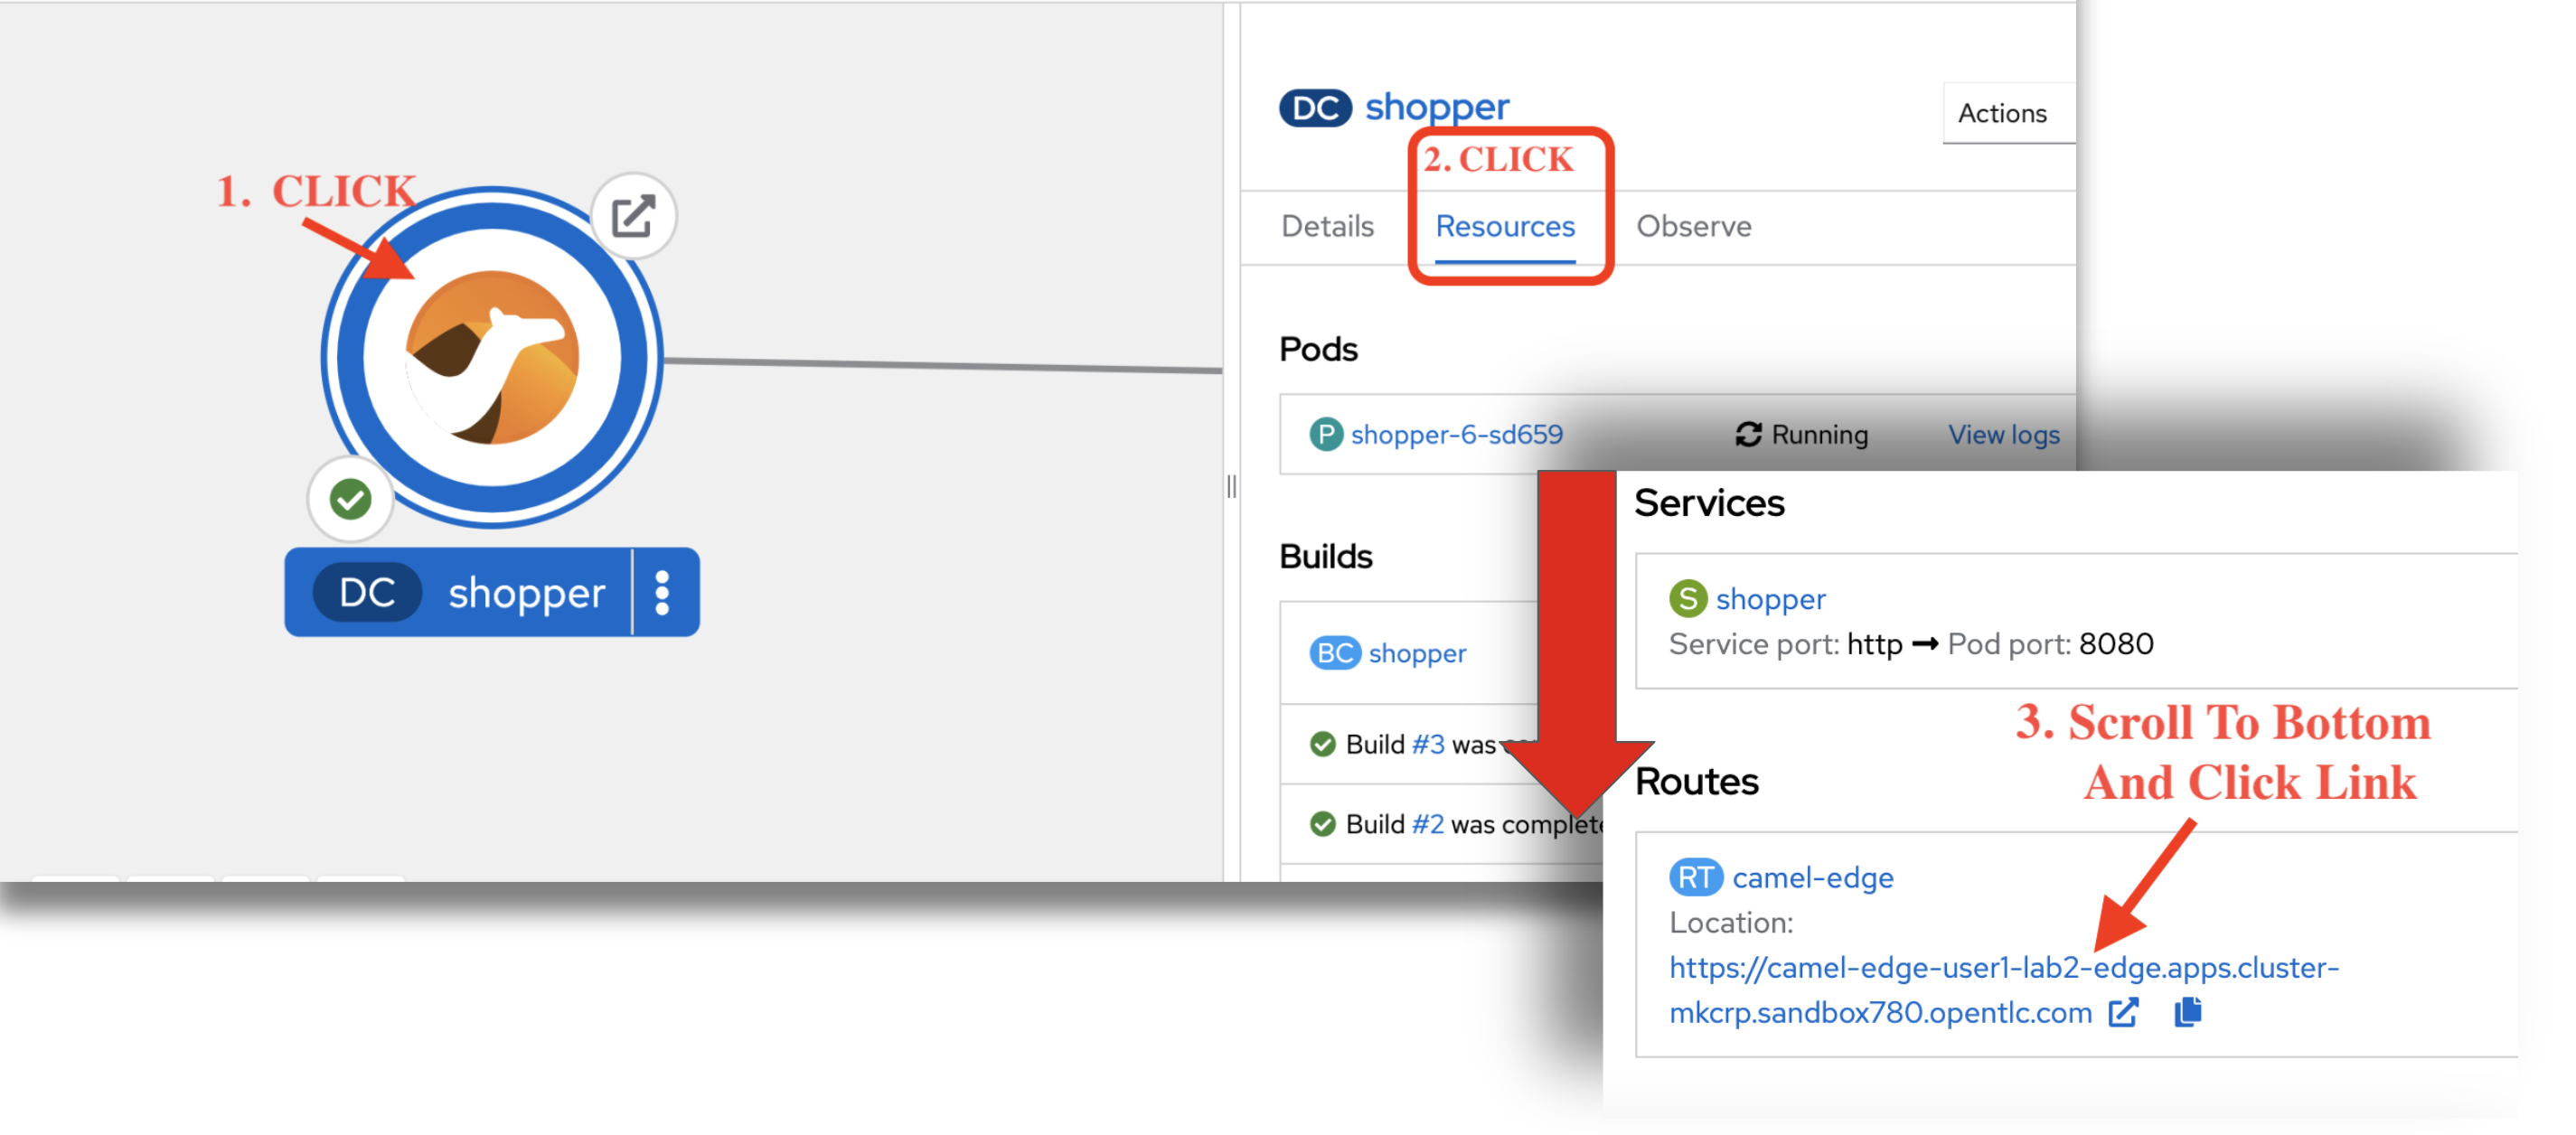 1. CLICK
DC shopper
DC shopper
Actions
2. CLICK
Details Resources Observe
Pods
P shopper-6-sd659 Running View logs
Builds
BC shopper
Build #3 was
Build #2 was complete
Services
S shopper
Service port: http → Pod port: 8080
3. Scroll To Bottom
And Click Link
Routes
RT camel-edge
Location:
https://camel-edge-user1-lab2-edge.apps.cluster-
mkcrp.sandbox780.opentlc.com